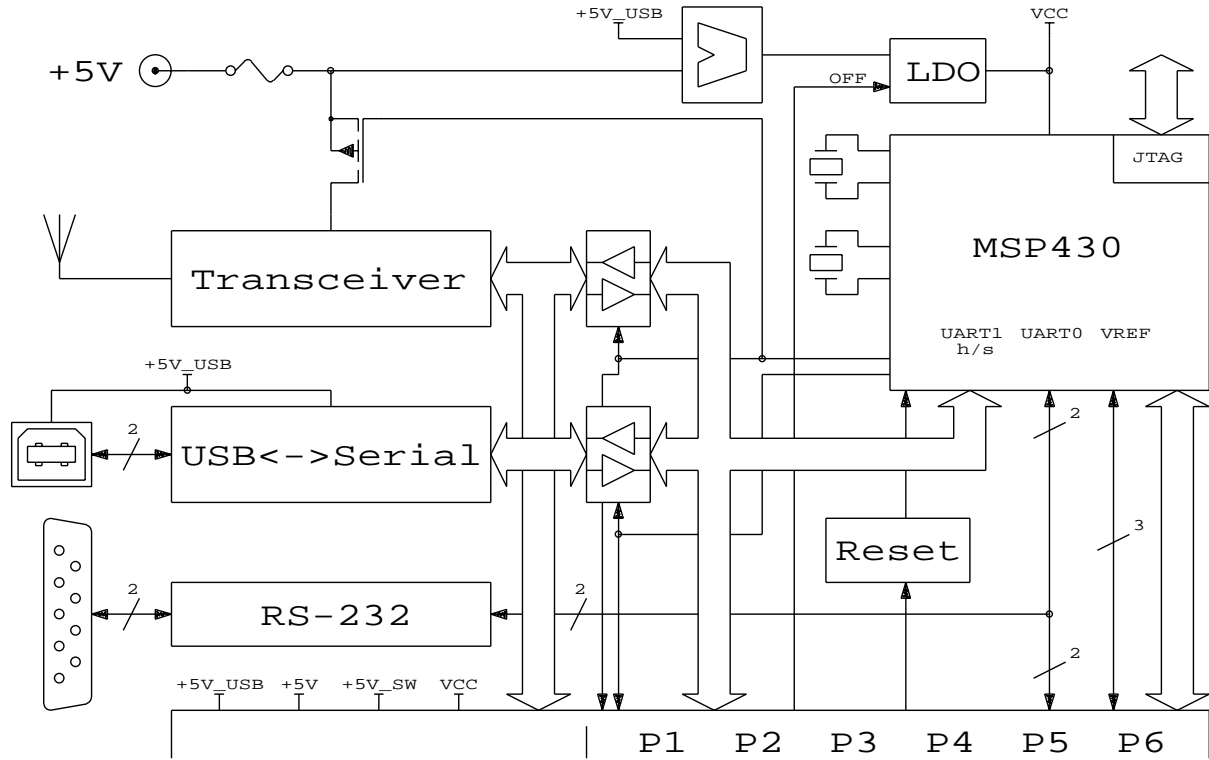 +5V_USB
VCC
+5V
LDO
OFF
JTAG
MSP430
Transceiver
UART1 UART0 VREF
h/s
+5V_USB
2
2
USB<->Serial
3
Reset
2
2
RS-232
2
+5V_USB +5V +5V_SW VCC
P1 P2 P3 P4 P5 P6